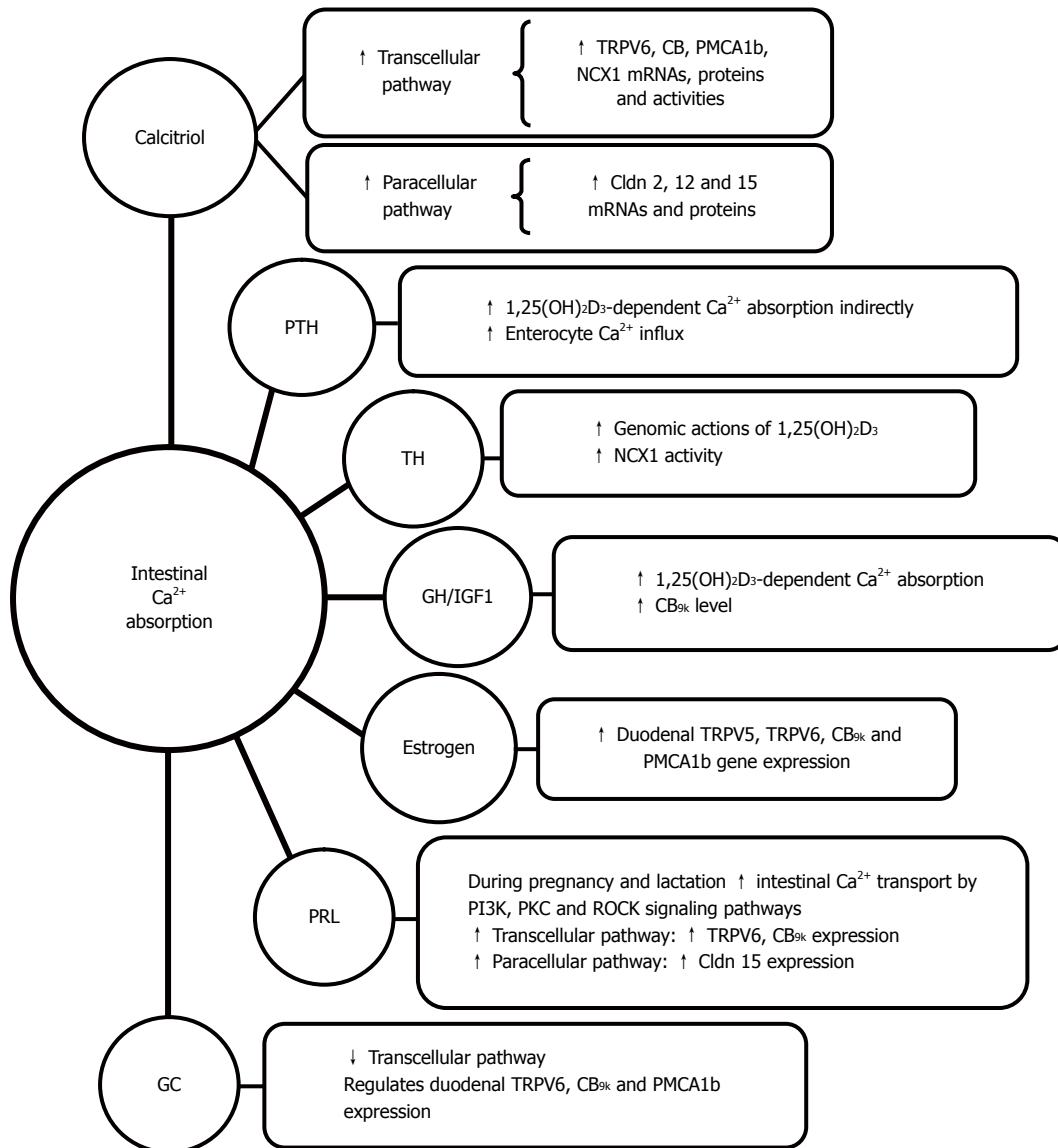 Calcitriol
↑ Transcellular
pathway
↑ TRPV6, CB, PMCA1b,
NCX1 mRNAs, proteins
and activities
↑ Paracellular
pathway
↑ Cldn 2, 12 and 15
mRNAs and proteins
PTH
↑ 1,25(OH)₂D₃-dependent Ca²⁺ absorption indirectly
↑ Enterocyte Ca²⁺ influx
TH
↑ Genomic actions of 1,25(OH)₂D₃
↑ NCX1 activity
Intestinal
Ca²⁺
absorption
GH/IGF1
↑ 1,25(OH)₂D₃-dependent Ca²⁺ absorption
↑ CB₉ₖ level
Estrogen
↑ Duodenal TRPV5, TRPV6, CB₉ₖ and
PMCA1b gene expression
PRL
During pregnancy and lactation ↑ intestinal Ca²⁺ transport by
PI3K, PKC and ROCK signaling pathways
↑ Transcellular pathway: ↑ TRPV6, CB₉ₖ expression
↑ Paracellular pathway: ↑ Cldn 15 expression
GC
↓ Transcellular pathway
Regulates duodenal TRPV6, CB₉ₖ and PMCA1b
expression